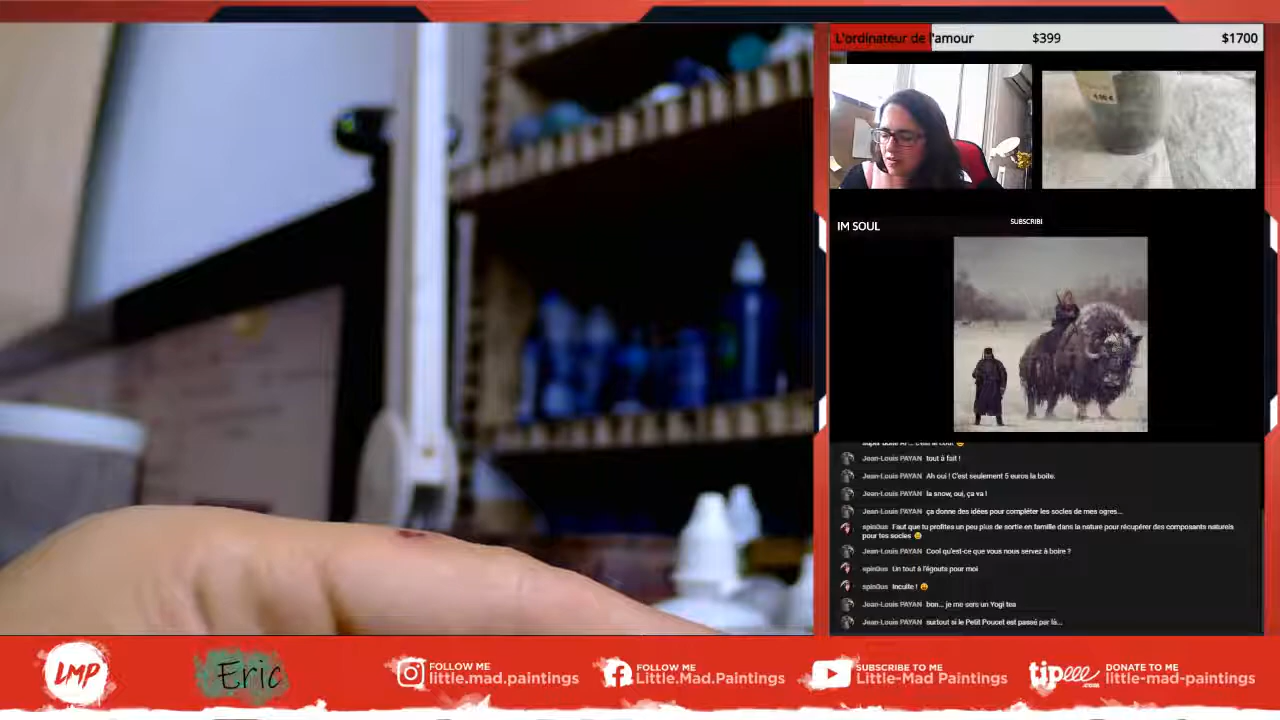 L'ordinateur de l'amour $399 $1700
IM SOUL
SUBSCRIBI
Jean-Louis PAYAN tout à fait !
Jean-Louis PAYAN Ah oui ! C'est seulement 5 euros la boite.
Jean-Louis PAYAN la snow, oui, ça va !
Jean-Louis PAYAN ça donne des idées pour compléter les socles de mes ogres...
spin0us Faut que tu profites un peu plus de sortie en famille dans la nature pour récupérer des composants naturels
pour tes socles
Jean-Louis PAYAN Cool qu'est-ce que vous nous servez à boire ?
spin0us Un tout à l'égouts pour moi
spin0us Inculte !
Jean-Louis PAYAN bon... je me sers un Yogi tea
Jean-Louis PAYAN surtout si le Petit Poucet est passé par là...
LMP
Eric
FOLLOW ME
little.mad.paintings
FOLLOW ME
Little.Mad.Paintings
SUBSCRIBE TO ME
Little-Mad Paintings
tipeee.com
DONATE TO ME
little-mad-paintings